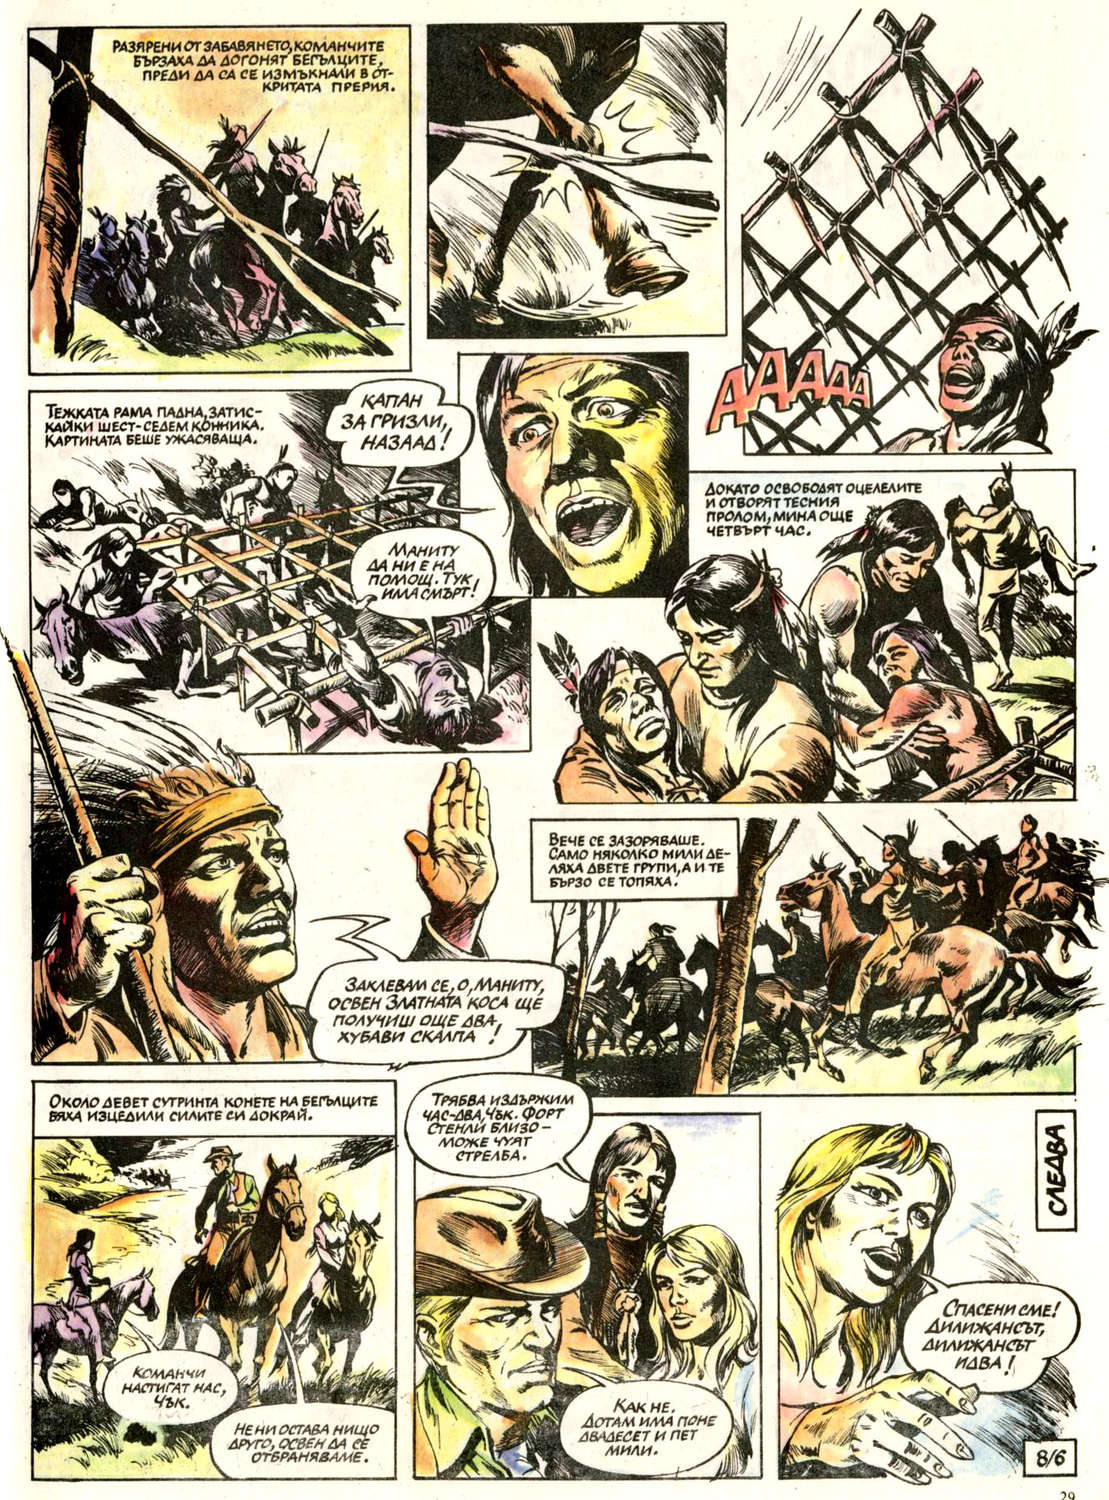 РАЗЯРЕНИ ОТ ЗАБАВЯНЕТО, КОМАНЧИТЕ
БЪРЗАХА ДА ДОГОНЯТ БЕГЪЛЦИТЕ,
ПРЕДИ ДА СА СЕ ИЗМЪКНАЛИ В ОТ-
КРИТАТА ПРЕРИЯ.
АААААА
ТЕЖКАТА РАМА ПАДНА, ЗАТИС-
КАЙКИ ШЕСТ-СЕДЕМ КОННИКА.
КАРТИНАТА БЕШЕ УЖАСЯВАЩА.
КАПАН
ЗА ГРИЗЛИ,
НАЗААД!
МАНИТУ
ДА НИ Е НА
ПОМОЩ. ТУК
ИМА СМЪРТ!
ДОКАТО ОСВОБОДЯТ ОЦЕЛЕЛИТЕ
И ОТВОРЯТ ТЕСНИЯ
ПРОЛОМ, МИНА ОЩЕ
ЧЕТВЪРТ ЧАС.
ЗАКЛЕВАМ СЕ, О, МАНИТУ,
ОСВЕН ЗЛАТНАТА КОСА ЩЕ
ПОЛУЧИШ ОЩЕ ДВА
ХУБАВИ СКАЛПА!
ВЕЧЕ СЕ ЗАЗОРЯВАШЕ.
САМО НЯКОЛКО МИЛИ ДЕ-
ЛЯХА ДВЕТЕ ГРУПИ, А И ТЕ
БЪРЗО СЕ ТОПЯХА.
ОКОЛО ДЕВЕТ СУТРИНТА КОНЕТЕ НА БЕГЪЛЦИТЕ
БЯХА ИЗЦЕДИЛИ СИЛИТЕ СИ ДОКРАЙ.
КОМАНЧИ
НАСТИГАТ НАС,
ЧЪК.
НЕ НИ ОСТАВА НИЩО
ДРУГО, ОСВЕН ДА СЕ
ОТБРАНЯВАМЕ.
ТРЯБВА ИЗДЪРЖИМ
ЧАС-ДВА, ЧЪК. ФОРТ
СТЕНЛИ БЛИЗО –
МОЖЕ ЧУЯТ
СТРЕЛБА.
КАК НЕ.
ДОТАМ ИМА ПОНЕ
ДВАДЕСЕТ И ПЕТ
МИЛИ.
СПАСЕНИ СМЕ!
ДИЛИЖАНСЪТ,
ДИЛИЖАНСЪТ
ИДВА!
СЛЕДВА
8/6
29